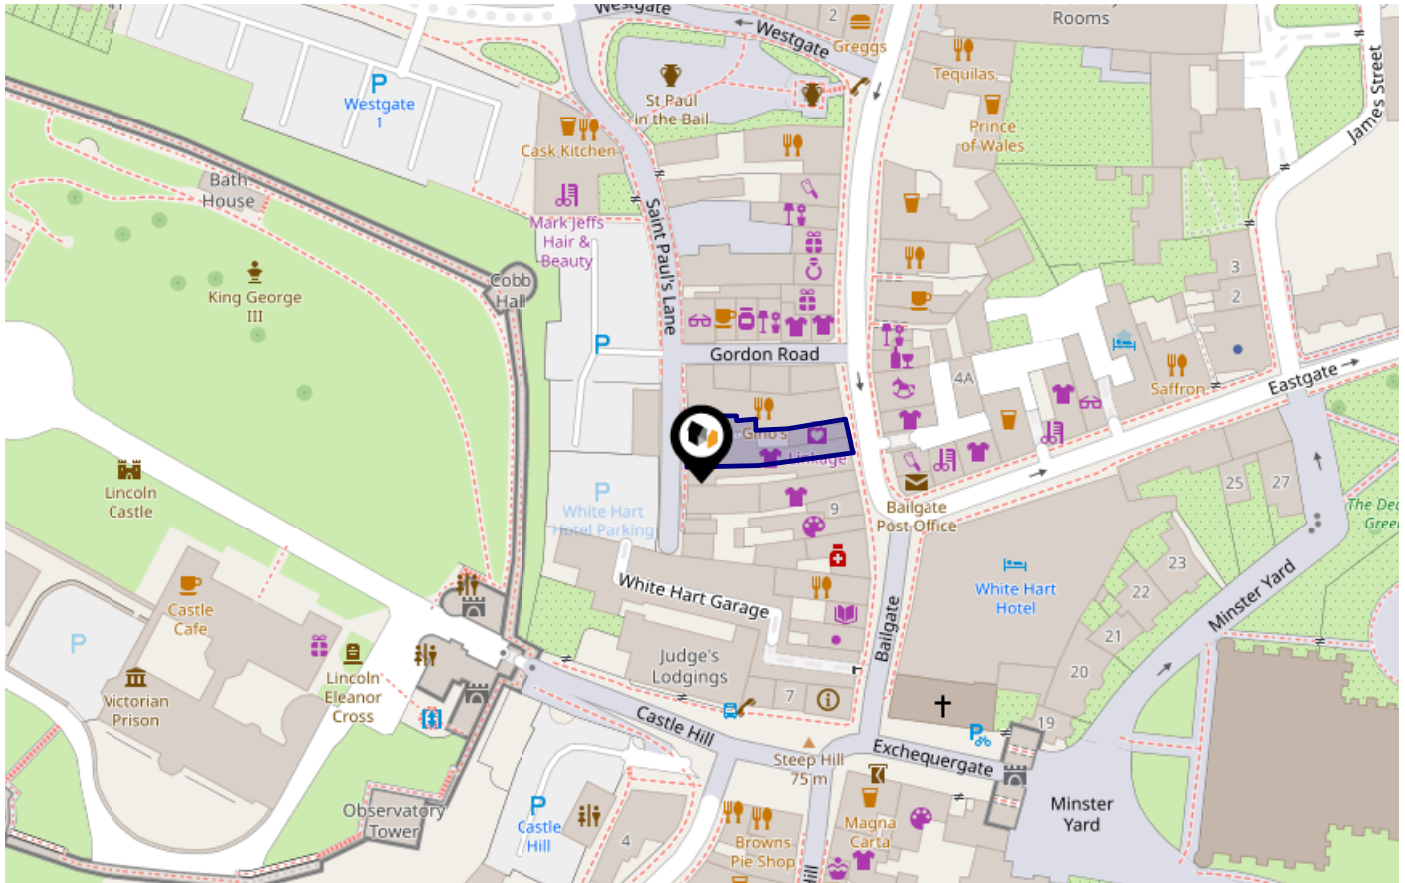 Westgate
2
Rooms
Westgate
Greggs
Tequilas
P
Westgate
1
St Paul
in the Bail
Prince
of Wales
James Street
Cask Kitchen
Bath
House
Saint Paul's Lane
Mark Jeffs
Hair &
Beauty
Cobb
Hall
King George
III
3
2
P
Gordon Road
4A
Saffron
Eastgate
Gino's
Linkage
Lincoln
Castle
P
White Hart
Hotel Parking
9
Bailgate
Post Office
25
27
The Dea
Green
Castle
Cafe
White Hart Garage
White Hart
Hotel
23
22
Minster Yard
21
20
19
P
Judge's
Lodgings
Bailgate
7
Victorian
Prison
Lincoln
Eleanor
Cross
Castle Hill
Steep Hill
75 m
Exchequergate
P
Observatory
Tower
P
Castle
Hill
4
Browns
Pie Shop
Magna
Carta
Minster
Yard